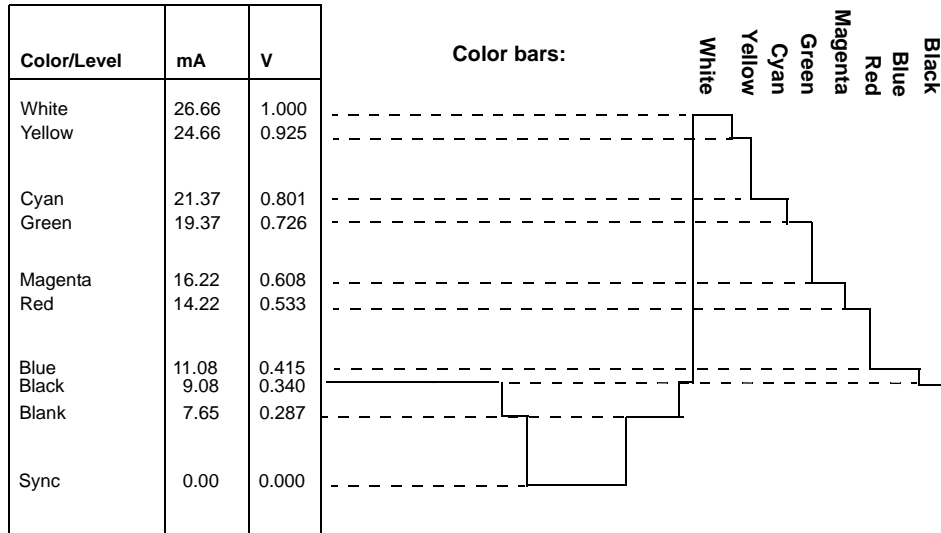 Color/Level mA V
White 26.66 1.000
Yellow 24.66 0.925
Cyan 21.37 0.801
Green 19.37 0.726
Magenta 16.22 0.608
Red 14.22 0.533
Blue 11.08 0.415
Black 9.08 0.340
Blank 7.65 0.287
Sync 0.00 0.000
Color bars:
White
Yellow
Cyan
Green
Magenta
Red
Blue
Black